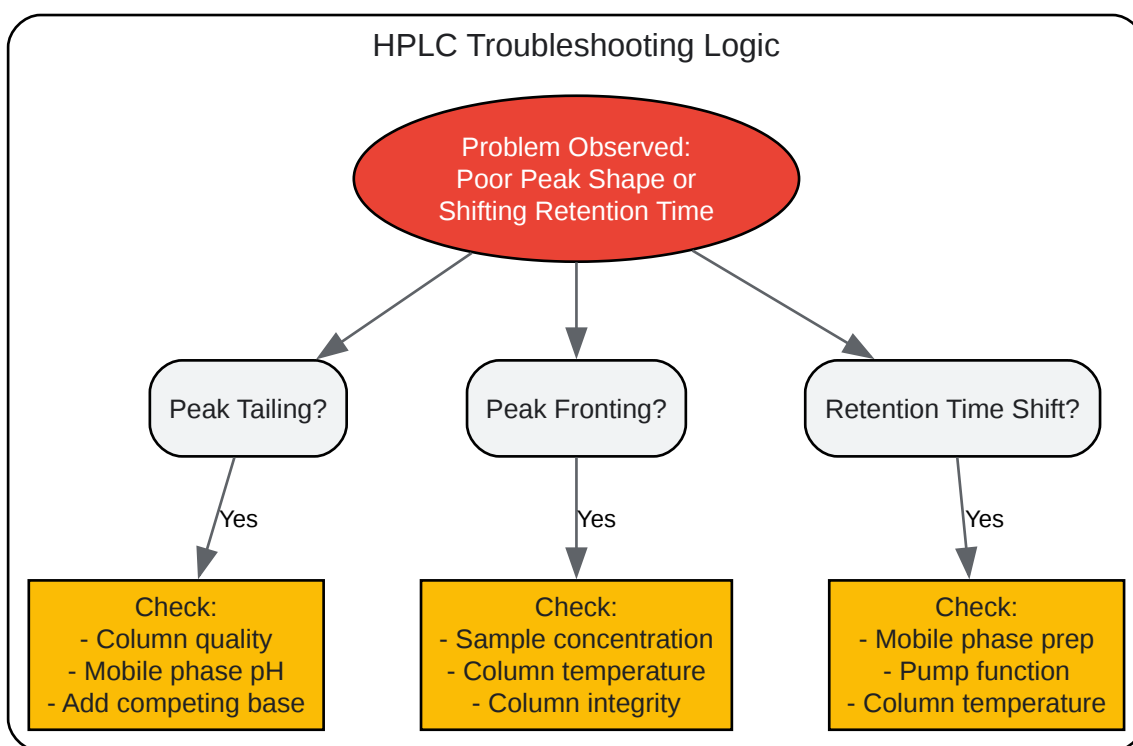 HPLC Troubleshooting Logic
Problem Observed:
Poor Peak Shape or
Shifting Retention Time
Peak Tailing?
Peak Fronting?
Retention Time Shift?
Yes
Yes
Yes
Check:
- Column quality
- Mobile phase pH
- Add competing base
Check:
- Sample concentration
- Column temperature
- Column integrity
Check:
- Mobile phase prep
- Pump function
- Column temperature